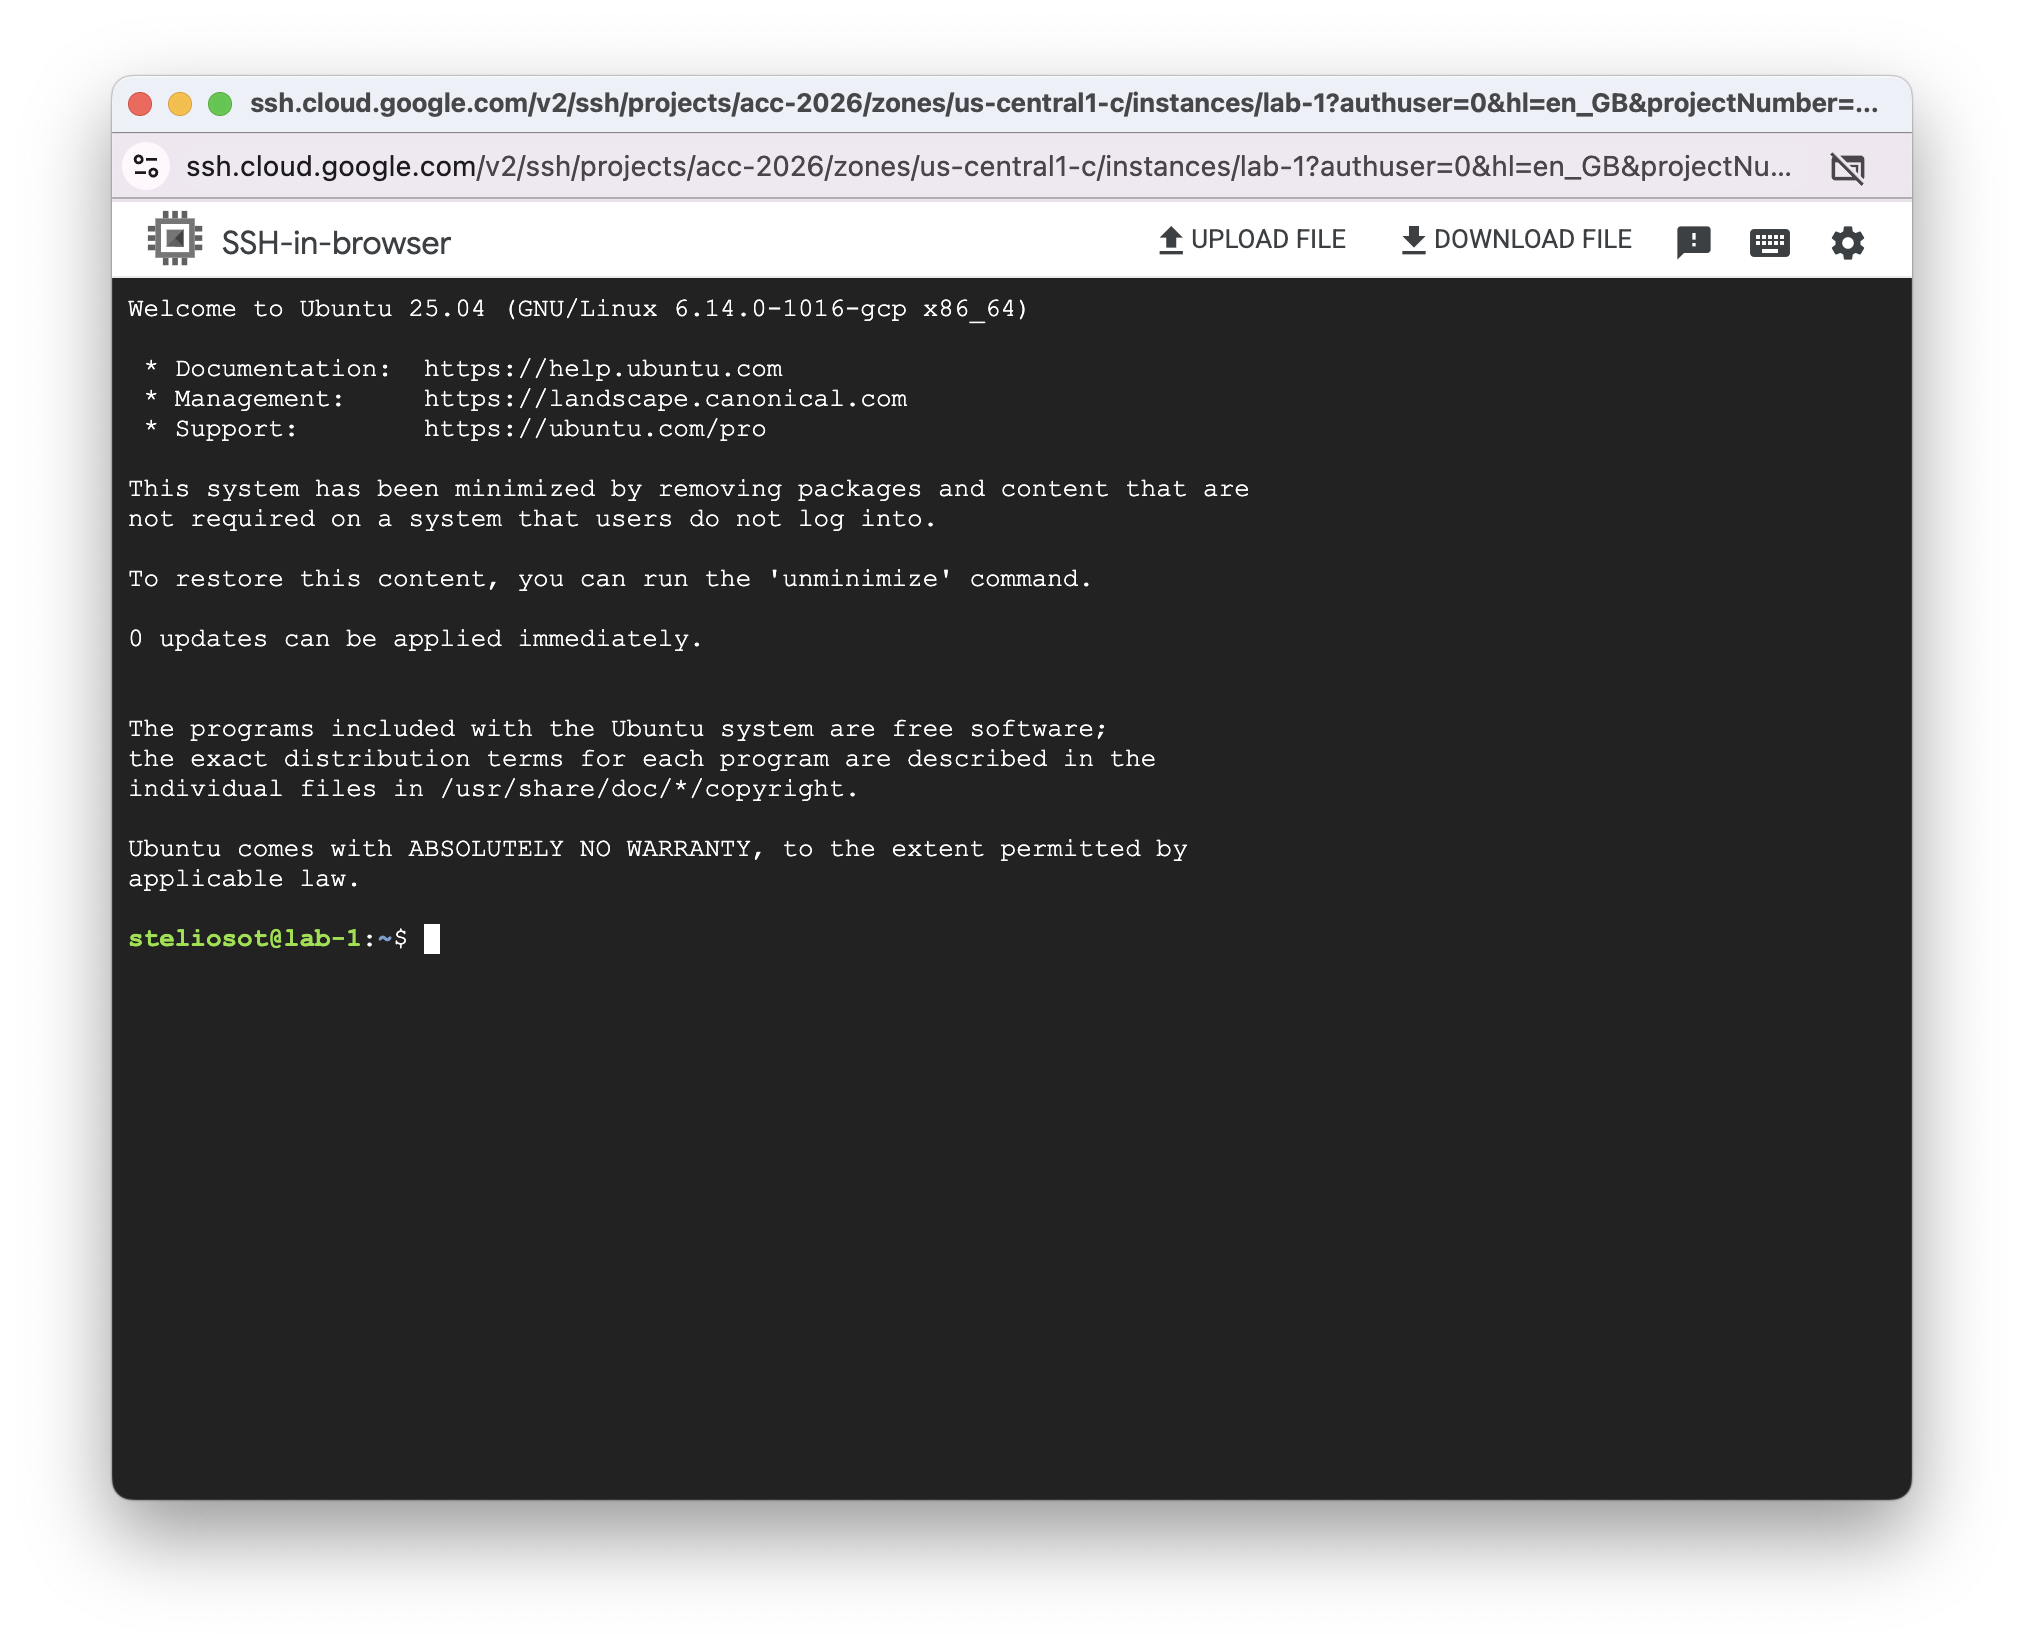 ssh.cloud.google.com/v2/ssh/projects/acc-2026/zones/us-central1-c/instances/lab-1?authuser=0&hl=en_GB&projectNumber=...
ssh.cloud.google.com/v2/ssh/projects/acc-2026/zones/us-central1-c/instances/lab-1?authuser=0&hl=en_GB&projectNu...
SSH-in-browser UPLOAD FILE DOWNLOAD FILE
Welcome to Ubuntu 25.04 (GNU/Linux 6.14.0-1016-gcp x86_64)
* Documentation:  https://help.ubuntu.com
* Management:     https://landscape.canonical.com
* Support:        https://ubuntu.com/pro
This system has been minimized by removing packages and content that are
not required on a system that users do not log into.
To restore this content, you can run the 'unminimize' command.
0 updates can be applied immediately.
The programs included with the Ubuntu system are free software;
the exact distribution terms for each program are described in the
individual files in /usr/share/doc/*/copyright.
Ubuntu comes with ABSOLUTELY NO WARRANTY, to the extent permitted by
applicable law.
steliosot@lab-1:~$